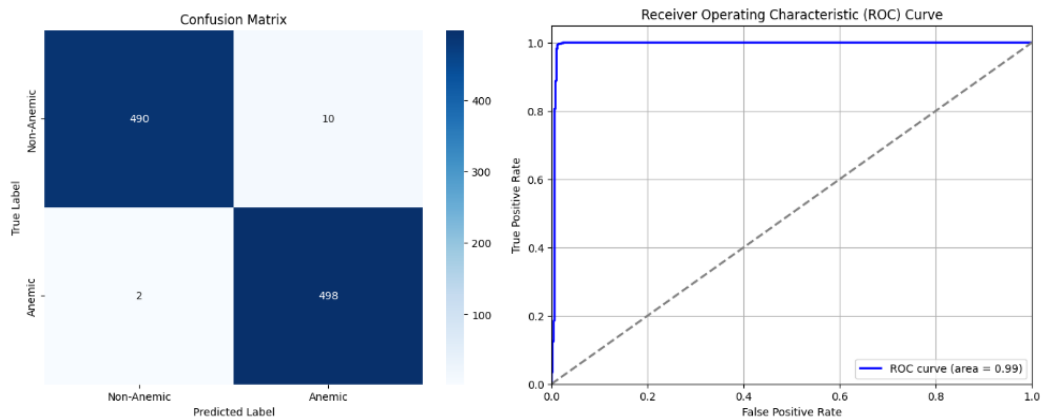 Confusion Matrix
Non-Anemic
Anemic
True Label
490
10
2
498
Non-Anemic
Anemic
Predicted Label
400
300
200
100
Receiver Operating Characteristic (ROC) Curve
True Positive Rate
1.0
0.8
0.6
0.4
0.2
0.0
ROC curve (area = 0.99)
0.0
0.2
0.4
0.6
0.8
1.0
False Positive Rate